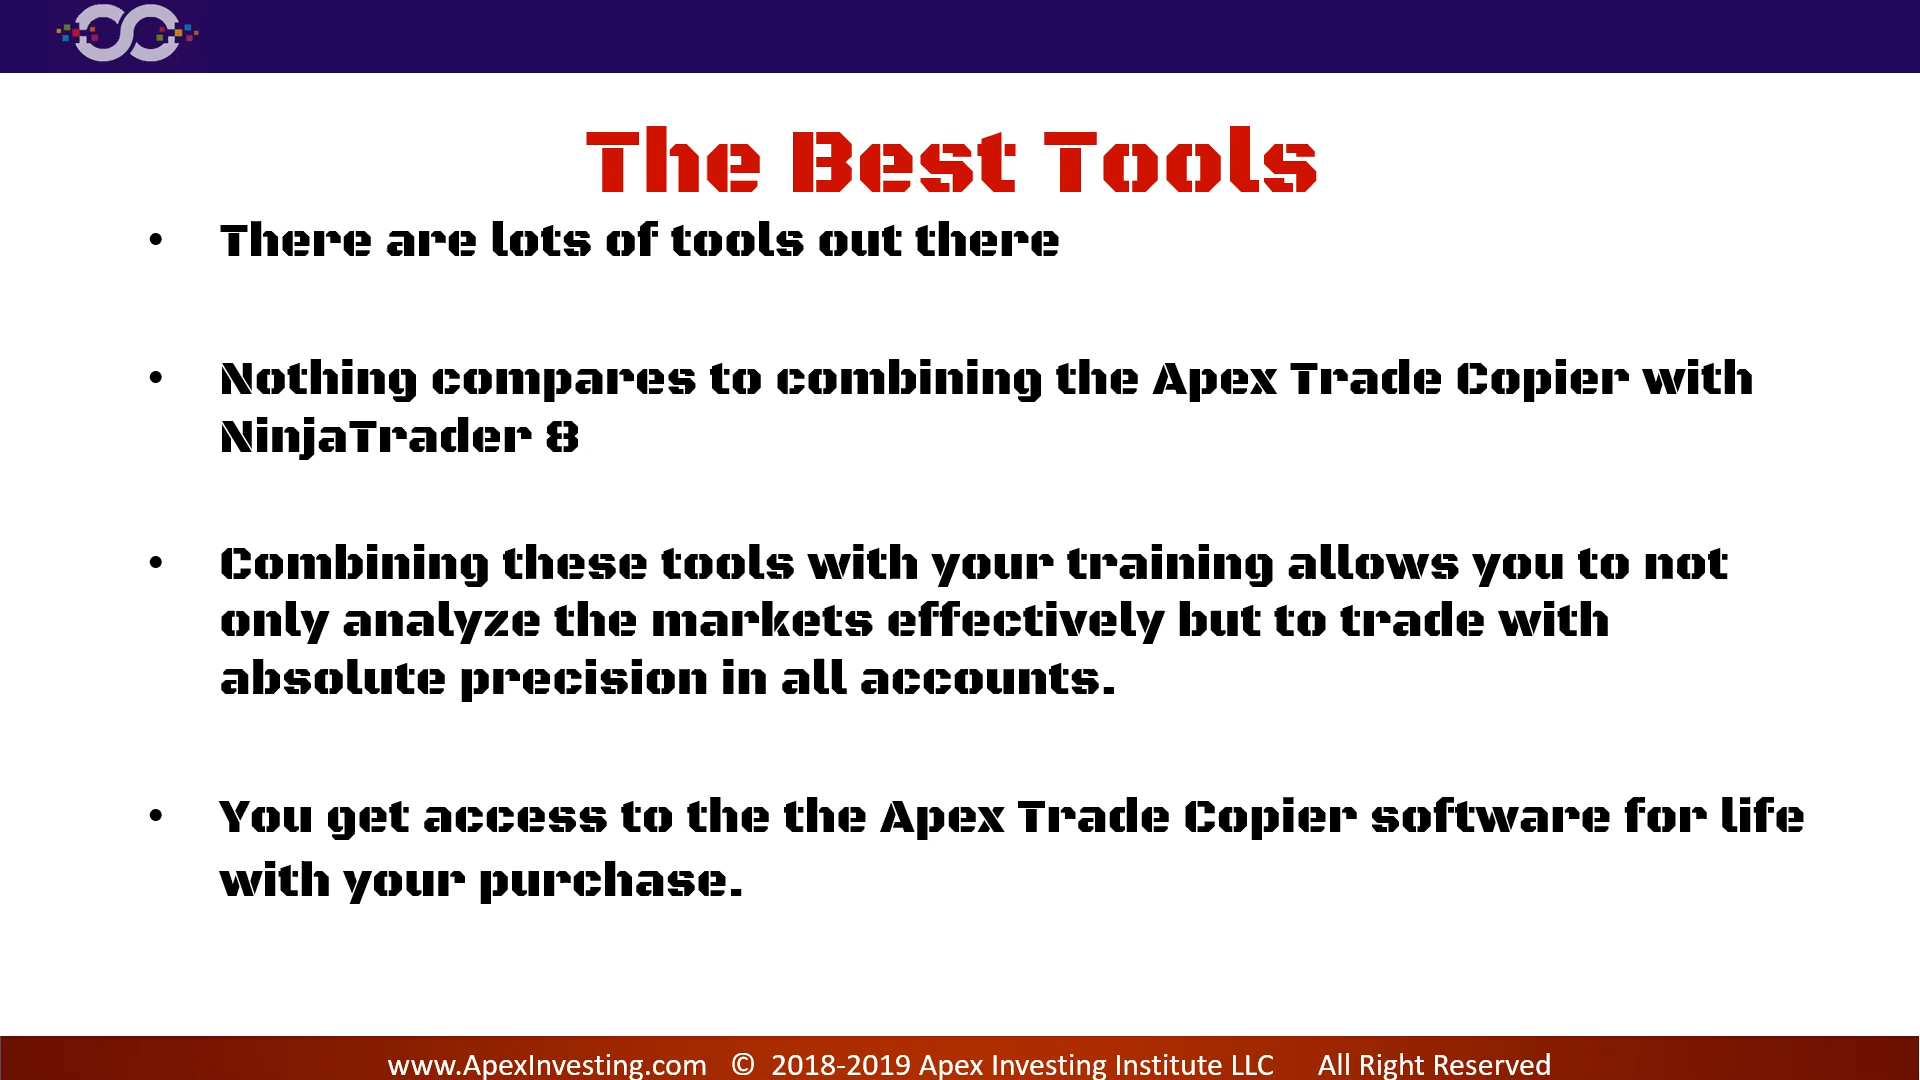 The Best Tools
• There are lots of tools out there
• Nothing compares to combining the Apex Trade Copier with
NinjaTrader 8
• Combining these tools with your training allows you to not
only analyze the markets effectively but to trade with
absolute precision in all accounts.
• You get access to the the Apex Trade Copier software for life
with your purchase.
www.ApexInvesting.com © 2018-2019 Apex Investing Institute LLC All Right Reserved